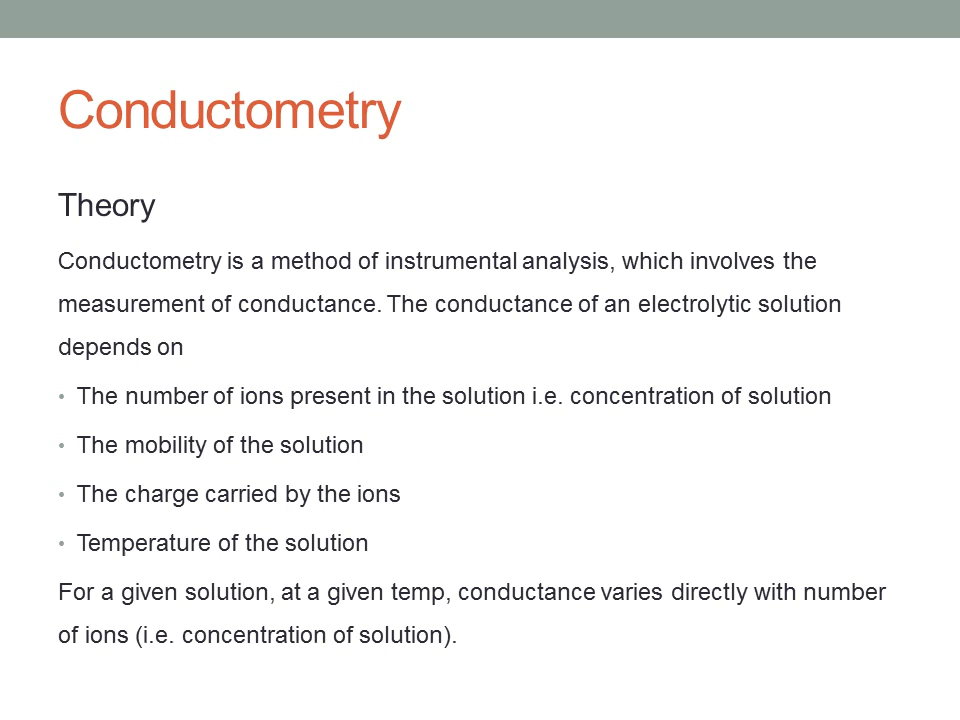 Conductometry
Theory
Conductometry is a method of instrumental analysis, which involves the
measurement of conductance. The conductance of an electrolytic solution
depends on
• The number of ions present in the solution i.e. concentration of solution
• The mobility of the solution
• The charge carried by the ions
• Temperature of the solution
For a given solution, at a given temp, conductance varies directly with number
of ions (i.e. concentration of solution).